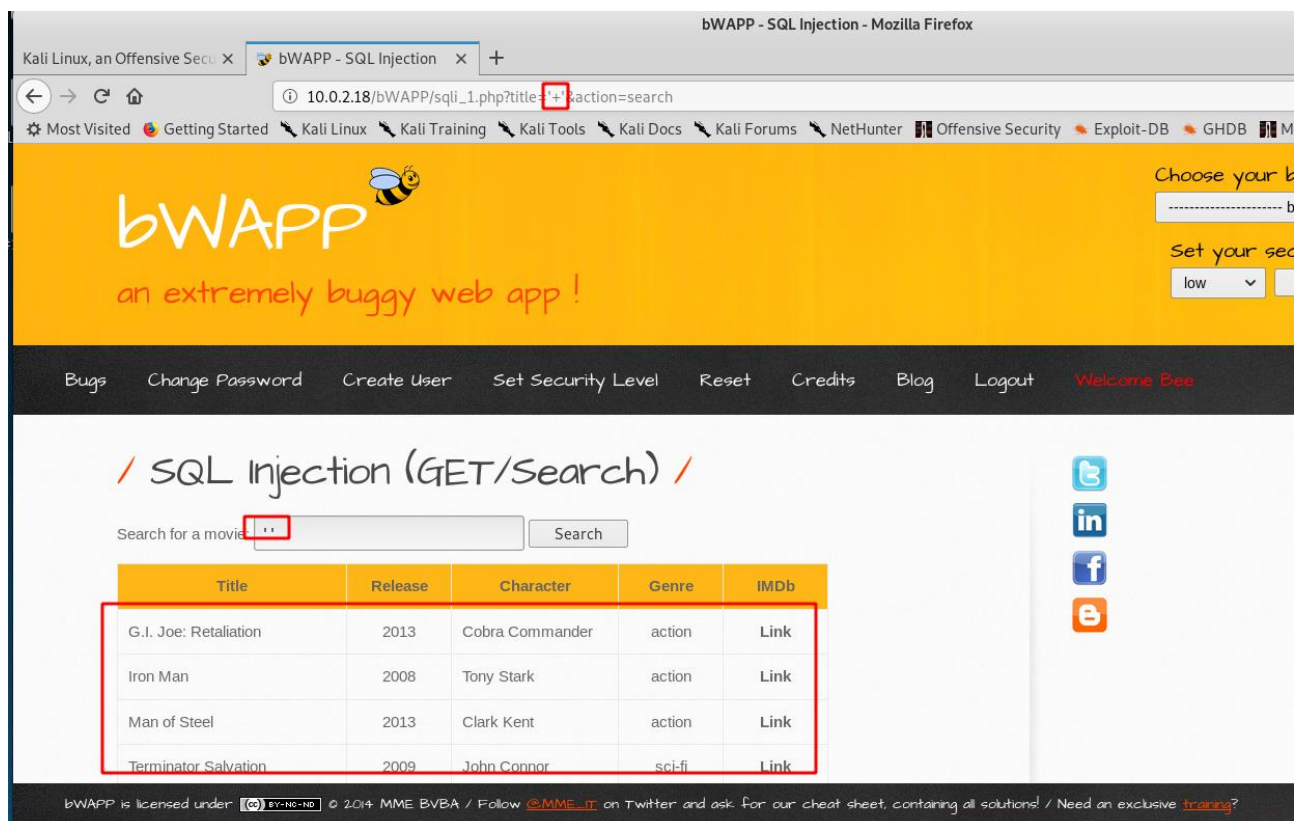 bWAPP - SQL Injection - Mozilla Firefox
Kali Linux, an Offensive Secu
bWAPP - SQL Injection
10.0.2.18/bWAPP/sqli_1.php?title='+'&action=search
Most Visited Getting Started Kali Linux Kali Training Kali Tools Kali Docs Kali Forums NetHunter Offensive Security Exploit-DB GHDB M
bWAPP
an extremely buggy web app !
Choose your b
---------------------- b
Set your sec
low
Bugs Change Password Create User Set Security Level Reset Credits Blog Logout Welcome Bee
/ SQL Injection (GET/Search) /
Search for a movie: ' ' Search
Title Release Character Genre IMDb
G.I. Joe: Retaliation 2013 Cobra Commander action Link
Iron Man 2008 Tony Stark action Link
Man of Steel 2013 Clark Kent action Link
Terminator Salvation 2009 John Connor sci-fi Link
bWAPP is licensed under (cc) BY-NC-ND © 2014 MME BVBA / Follow @MME_IT on Twitter and ask for our cheat sheet, containing all solutions! / Need an exclusive training?